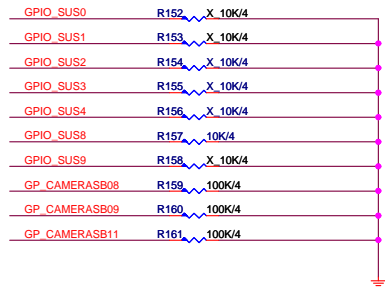 GPIO_SUS0 R152 X_10K/4
GPIO_SUS1 R153 X_10K/4
GPIO_SUS2 R154 X_10K/4
GPIO_SUS3 R155 X_10K/4
GPIO_SUS4 R156 X_10K/4
GPIO_SUS8 R157 10K/4
GPIO_SUS9 R158 X_10K/4
GP_CAMERASB08 R159 100K/4
GP_CAMERASB09 R160 100K/4
GP_CAMERASB11 R161 100K/4